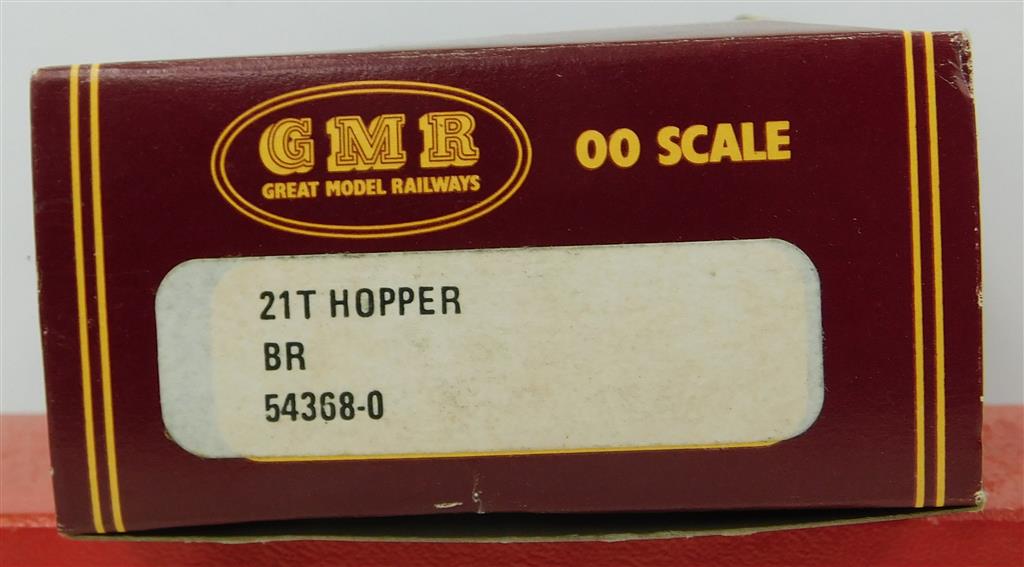 GMR
GREAT MODEL RAILWAYS
00 SCALE
21T HOPPER
BR
54368-0